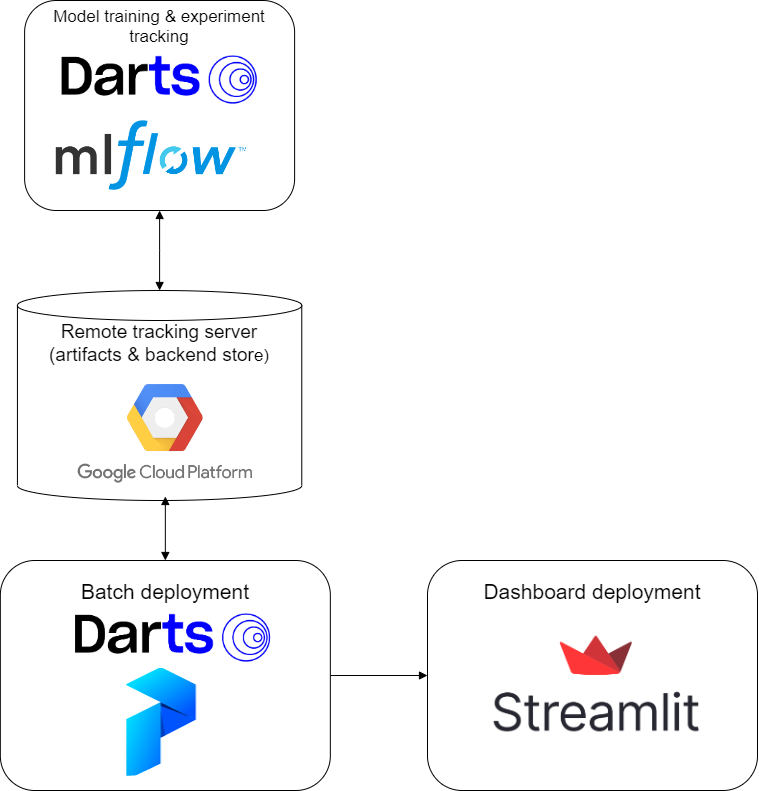 Model training & experiment
tracking
Darts
mlflow™
Remote tracking server
(artifacts & backend store)
Google Cloud Platform
Batch deployment
Darts
Dashboard deployment
Streamlit